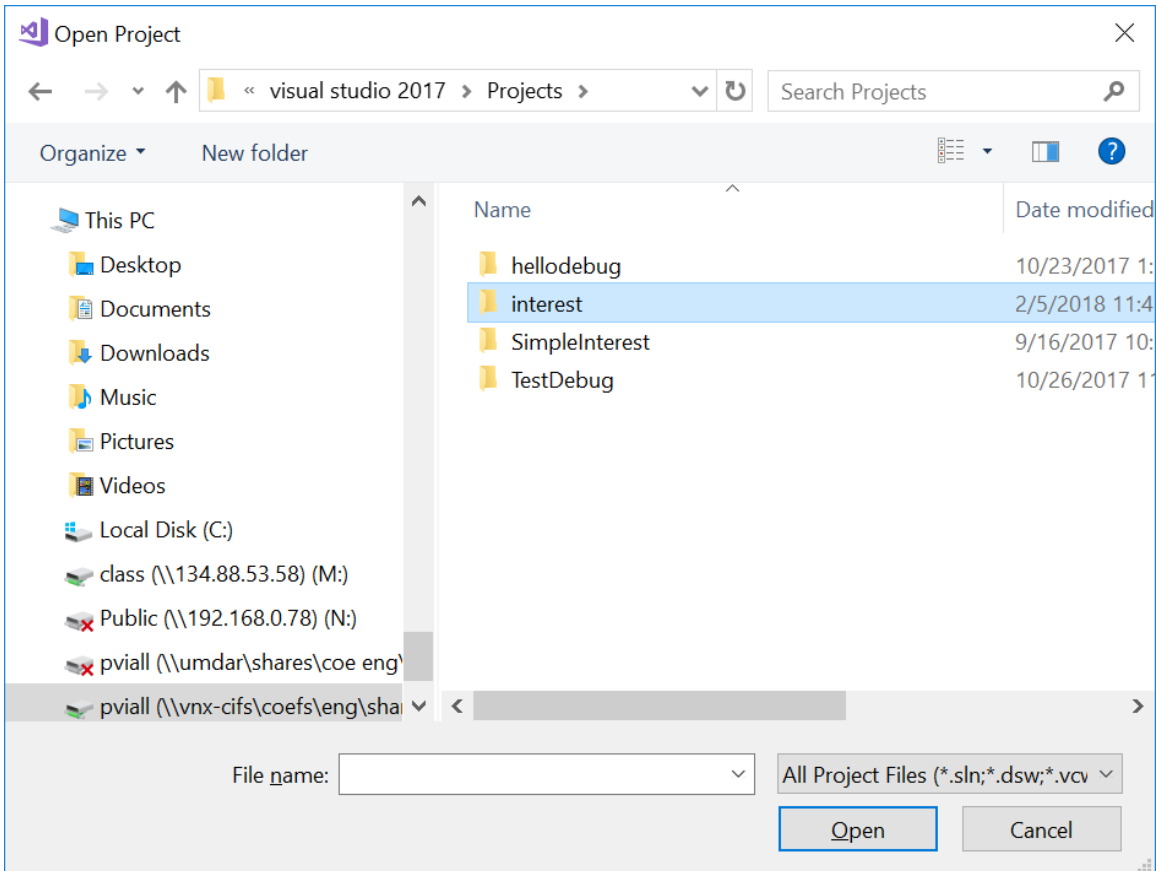 Open Project
« visual studio 2017 > Projects >
Search Projects
Organize
New folder
?
This PC
Desktop
Documents
Downloads
Music
Pictures
Videos
Local Disk (C:)
class (\\134.88.53.58) (M:)
Public (\\192.168.0.78) (N:)
pviall (\\umdar\shares\coe eng\
pviall (\\vnx-cifs\coefs\eng\shar
Name
Date modified
hellodebug
10/23/2017 1:
interest
2/5/2018 11:4
SimpleInterest
9/16/2017 10:
TestDebug
10/26/2017 11
File name:
All Project Files (*.sln;*.dsw;*.vcw
Open
Cancel